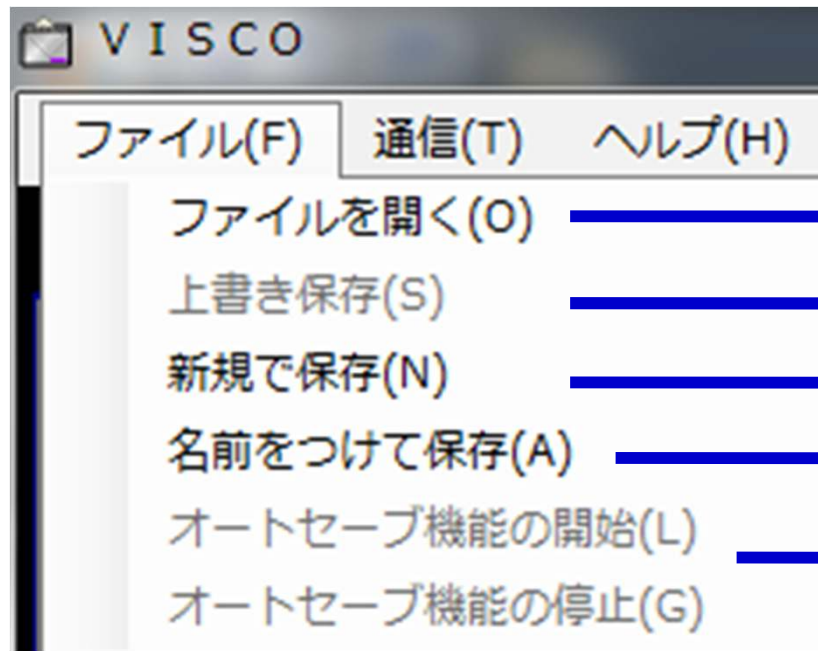 ＶＩＳＣＯ
ファイル(F) 通信(T) ヘルプ(H)
ファイルを開く(O)
上書き保存(S)
新規で保存(N)
名前をつけて保存(A)
オートセーブ機能の開始(L)
オートセーブ機能の停止(G)